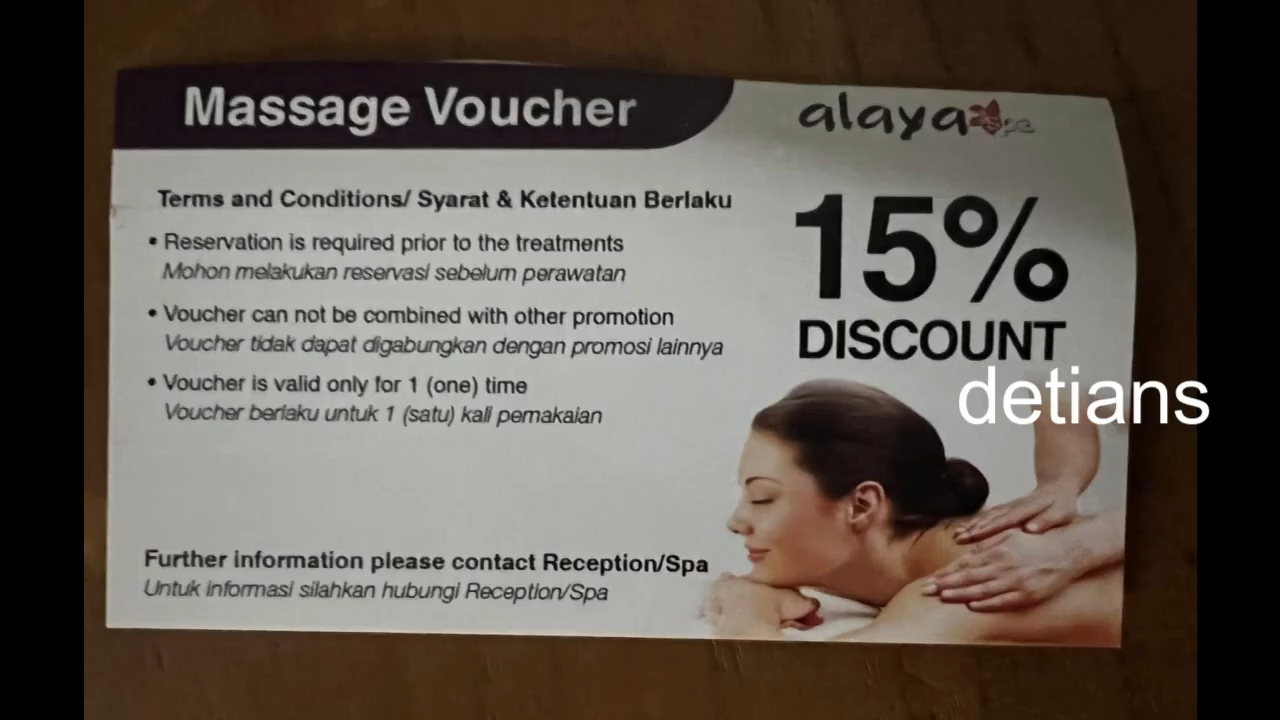 Massage Voucher
alaya spa
Terms and Conditions/ Syarat & Ketentuan Berlaku
• Reservation is required prior to the treatments
Mohon melakukan reservasi sebelum perawatan
• Voucher can not be combined with other promotion
Voucher tidak dapat digabungkan dengan promosi lainnya
• Voucher is valid only for 1 (one) time
Voucher berlaku untuk 1 (satu) kali pemakaian
15%
DISCOUNT
detians
Further information please contact Reception/Spa
Untuk informasi silahkan hubungi Reception/Spa